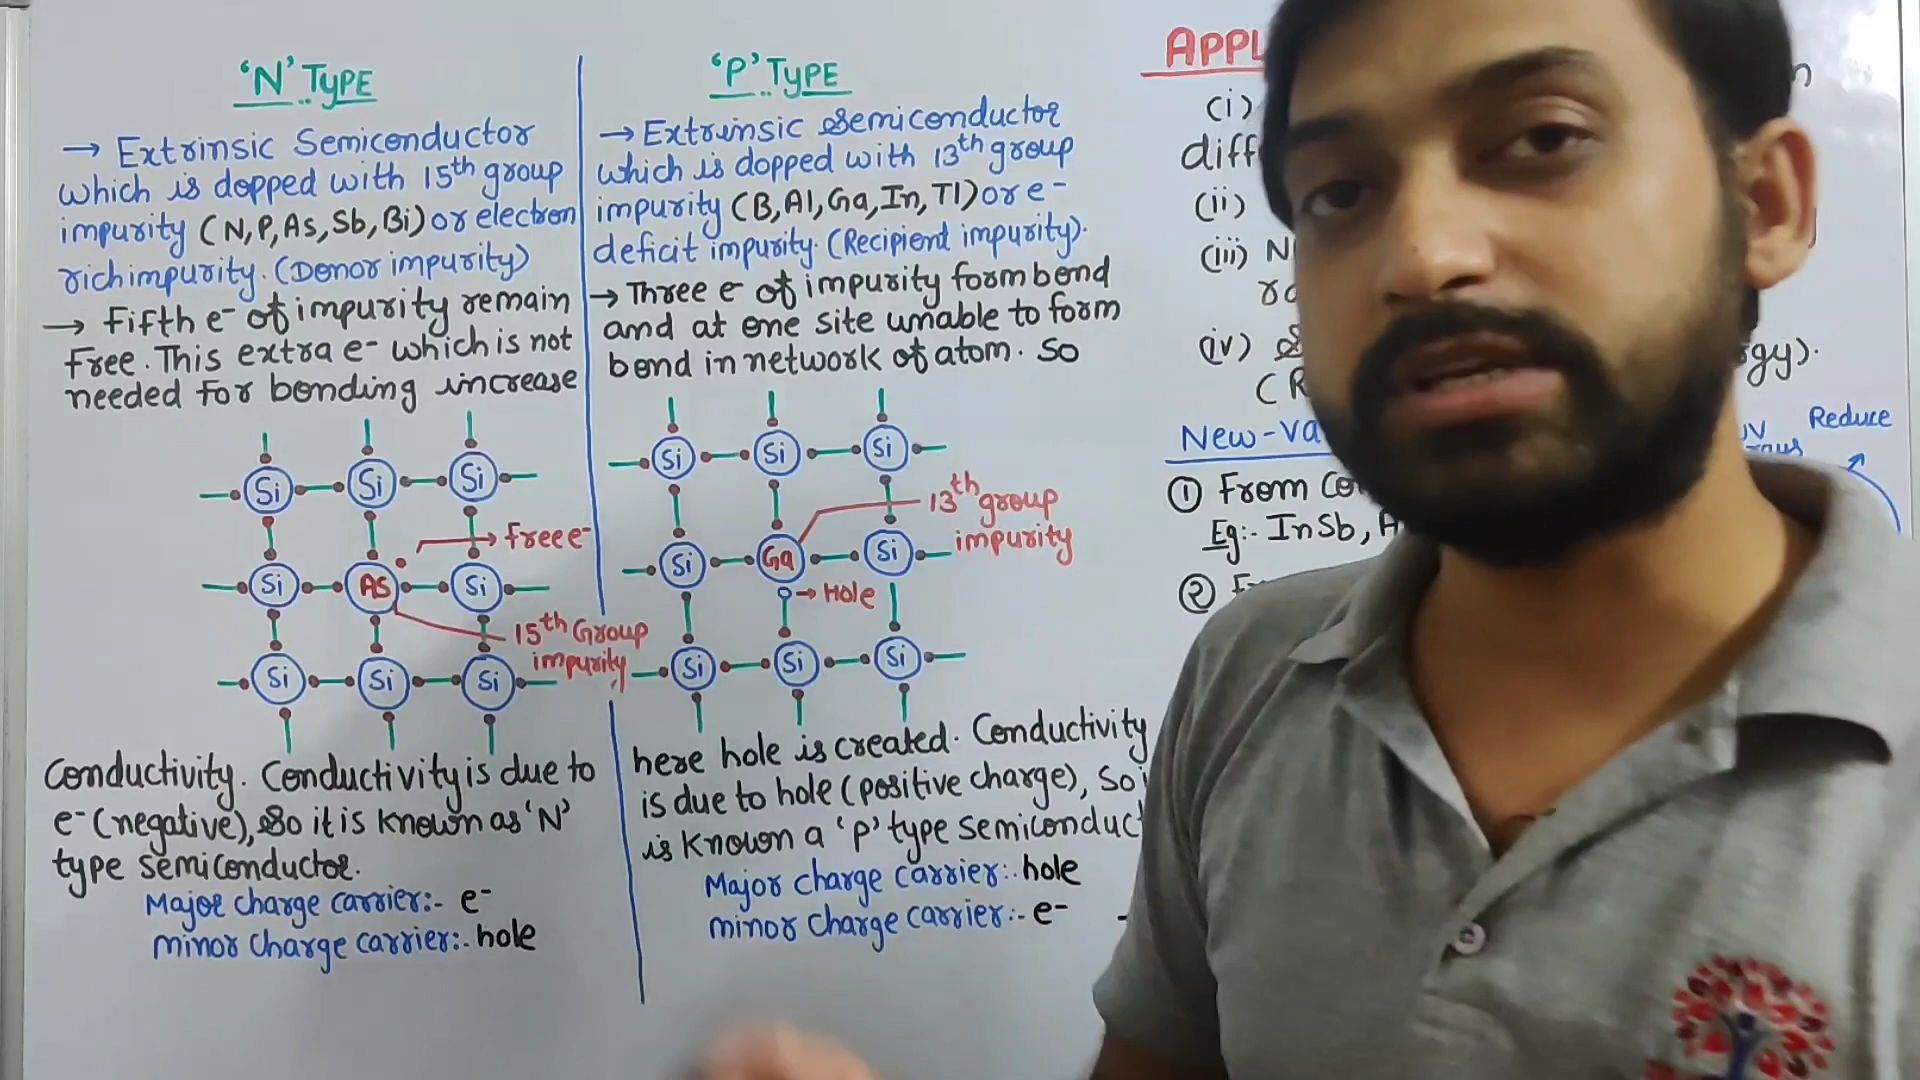 'N' TYPE
→ Extrinsic Semiconductor
which is dopped with 15th group
impurity (N,P,As,Sb,Bi) or electron
rich impurity. (Donor impurity)
→ Fifth e- of impurity remain
Free. This extra e- which is not
needed for bonding increase
Si Si Si
free e-
Si As Si
15th Group
impurity
Si Si Si
Conductivity. Conductivity is due to
e- (negative), So it is known as 'N'
type semiconductor.
Major charge carrier:- e-
minor charge carrier:- hole
'P' TYPE
→ Extrinsic Semiconductor
which is dopped with 13th group
impurity (B,Al,Ga,In,Tl) or e-
deficit impurity. (Recipient impurity).
→ Three e- of impurity form bond
and at one site unable to form
bond in network of atom. So
Si Si Si
13th group
impurity
Si Ga Si
→ Hole
Si Si Si
here hole is created. Conductivity
is due to hole (positive charge), So
is known a 'p' type semiconduct
Major charge carrier:- hole
minor charge carrier:- e-
APPL
(i)
diff
(ii)
(iii) N
(iv)
gy).
(R
New-Va
Reduce
① From Co
Eg:- InSb, A
②